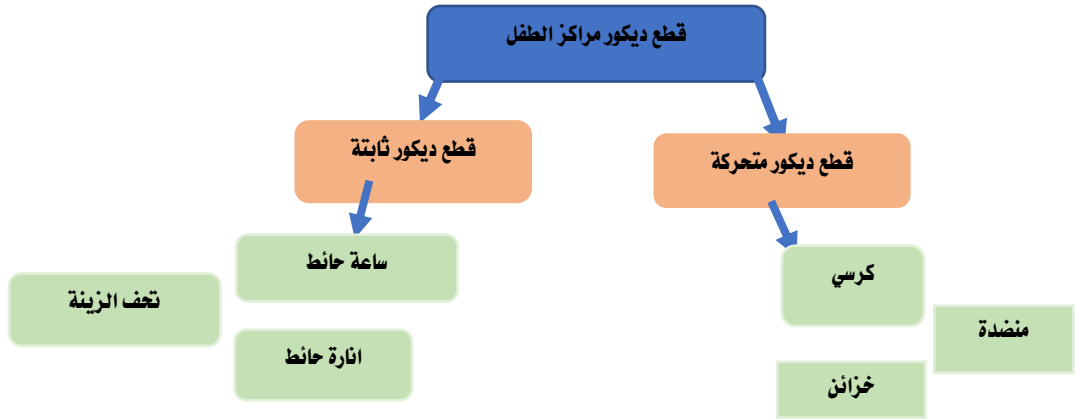 قطع ديكور مراكز الطفل
قطع ديكور متحركة
قطع ديكور ثابتة
كرسي
منضدة
خزائن
ساعة حائط
تحف الزينة
انارة حائط